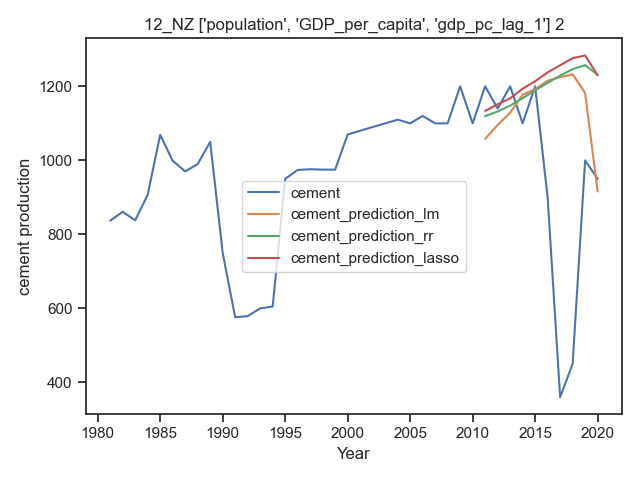 12_NZ ['population', 'GDP_per_capita', 'gdp_pc_lag_1'] 2
cement production
1200
1000
800
600
400
cement
cement_prediction_lm
cement_prediction_rr
cement_prediction_lasso
1980 1985 1990 1995 2000 2005 2010 2015 2020
Year